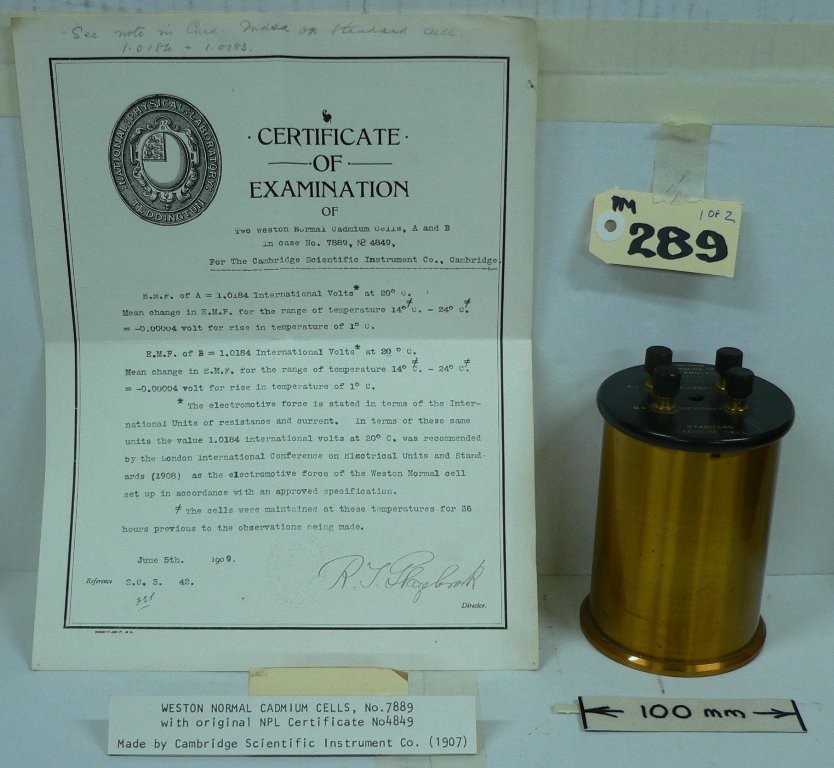 See note in Card Index on Standard Cell
1.0184 + 1.0183.
NATIONAL PHYSICAL LABORATORY
TEDDINGTON
· CERTIFICATE ·
OF
EXAMINATION
OF
Two Weston Normal Cadmium Cells, A and B
in case No. 7889, Nº 4849,
For The Cambridge Scientific Instrument Co., Cambridge.
E.M.F. of A = 1.0184 International Volts* at 20° C.
Mean change in E.M.F. for the range of temperature 14°≠C. - 24° C.≠
= -0.00004 volt for rise in temperature of 1° C.
E.M.F. of B = 1.0184 International Volts* at 20 ° C.
Mean change in E.M.F. for the range of temperature 14°≠C. - 24° C.≠
= -0.00004 volt for rise in temperature of 1° C.
* The electromotive force is stated in terms of the Inter-
national Units of resistance and current. In terms of these same
units the value 1.0184 international volts at 20° C. was recommended
by the London International Conference on Electrical Units and Stand-
ards (1908) as the electromotive force of the Weston Normal cell
set up in accordance with an approved specification.
≠ The cells were maintained at these temperatures for 36
hours previous to the observations being made.
June 5th. 1909.
R. T. Glazebrook
Reference S.C. 3. 42.
Director.
MM 1 OF 2
289
STANDARD
CADMIUM CELL
WESTON NORMAL CADMIUM CELLS, No.7889
with original NPL Certificate No4849
Made by Cambridge Scientific Instrument Co. (1907)
100 mm